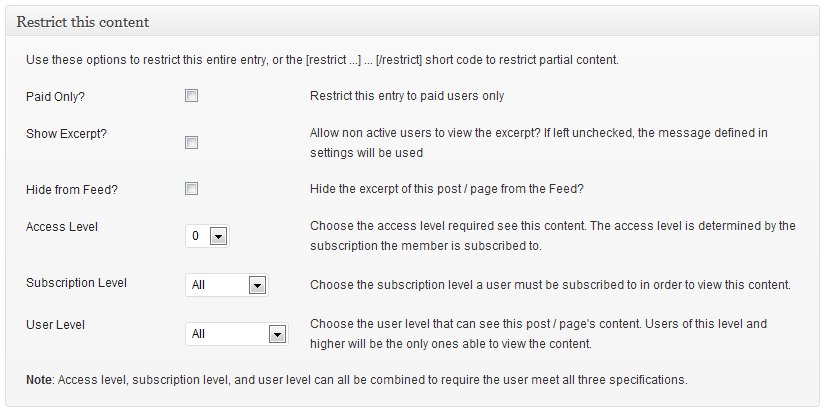 Restrict this content
Use these options to restrict this entire entry, or the [restrict ...] ... [/restrict] short code to restrict partial content.
Paid Only? Restrict this entry to paid users only
Show Excerpt? Allow non active users to view the excerpt? If left unchecked, the message defined in
settings will be used
Hide from Feed? Hide the excerpt of this post / page from the Feed?
Access Level 0 Choose the access level required see this content. The access level is determined by the
subscription the member is subscribed to.
Subscription Level All Choose the subscription level a user must be subscribed to in order to view this content.
User Level All Choose the user level that can see this post / page's content. Users of this level and
higher will be the only ones able to view the content.
Note: Access level, subscription level, and user level can all be combined to require the user meet all three specifications.